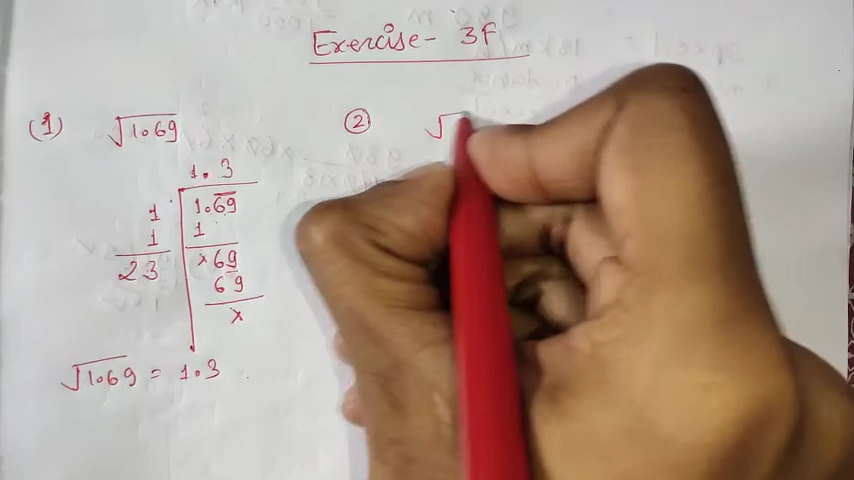 Exercise- 3F
(1) √1.69 ② √
1.3
1 1.69
1 1
23 x 69
69
x
√1.69 = 1.3